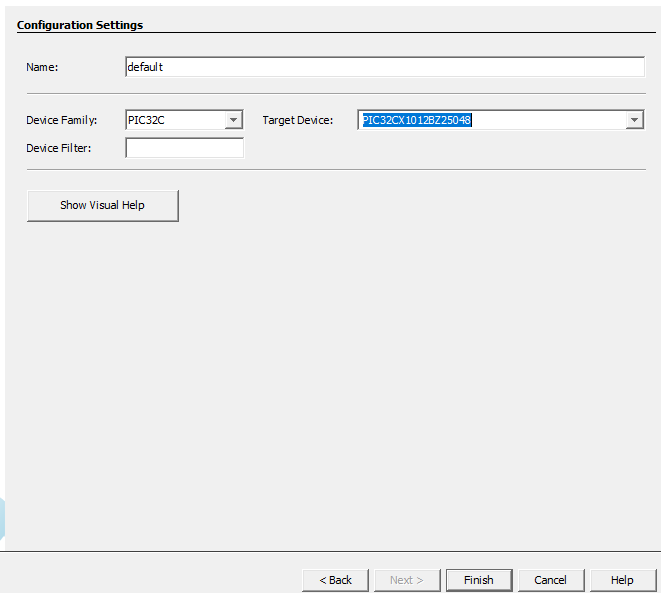 Configuration Settings
Name: default
Device Family: PIC32C Target Device: PIC32CX1012BZ25048
Device Filter:
Show Visual Help
< Back Next > Finish Cancel Help